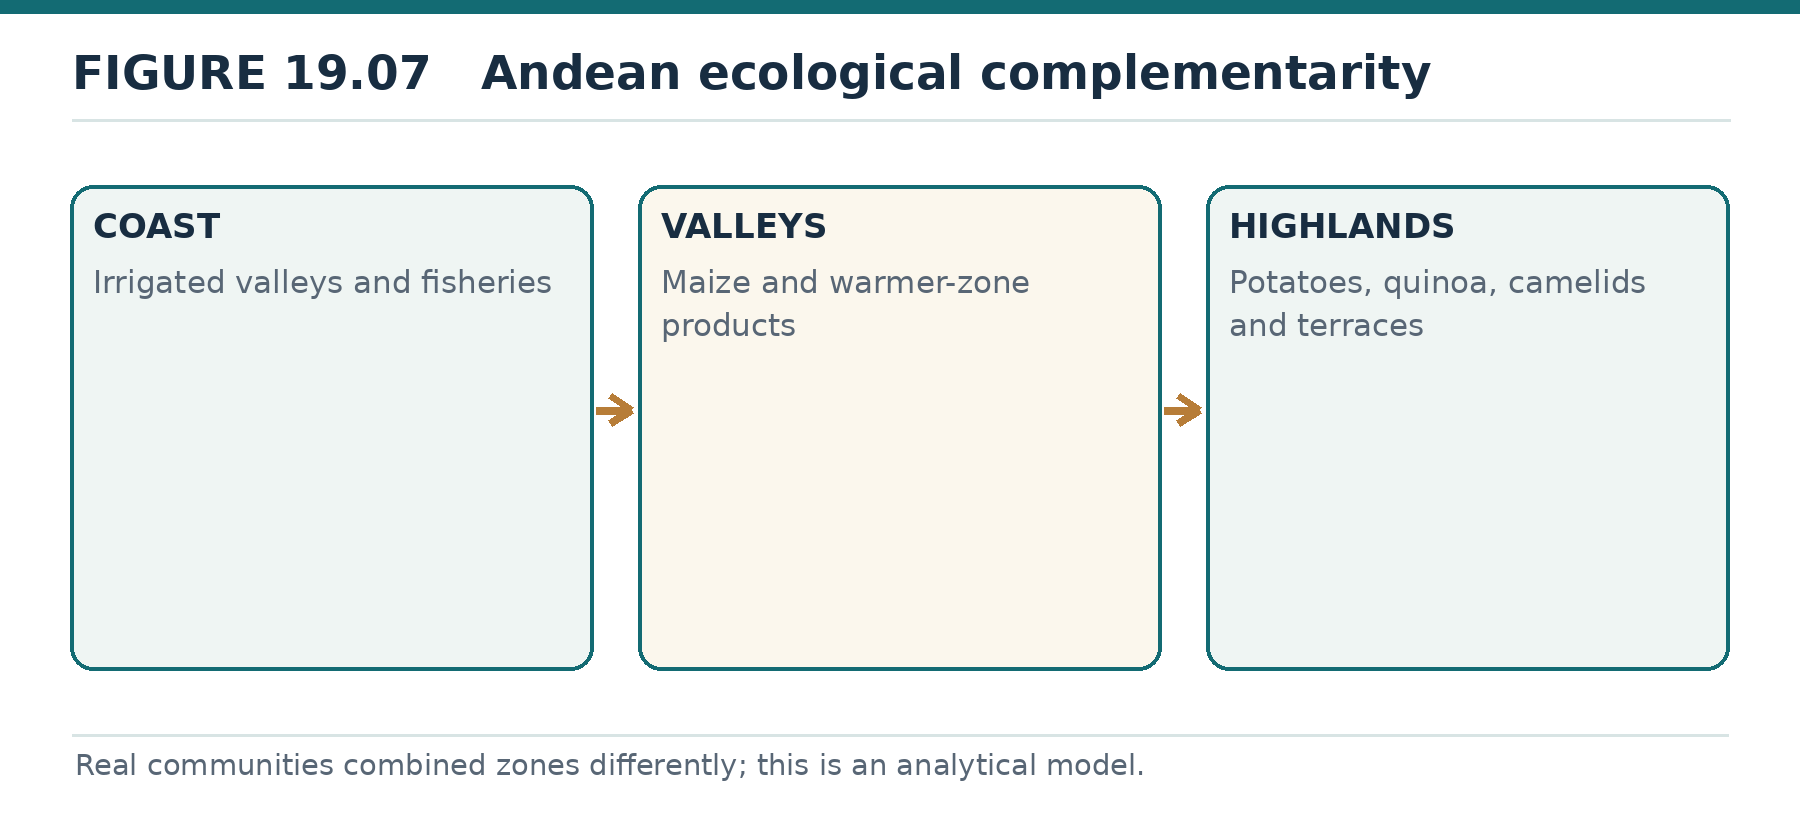 FIGURE 19.07 Andean ecological complementarity
COAST
Irrigated valleys and fisheries
VALLEYS
Maize and warmer-zone
products
HIGHLANDS
Potatoes, quinoa, camelids
and terraces
Real communities combined zones differently; this is an analytical model.